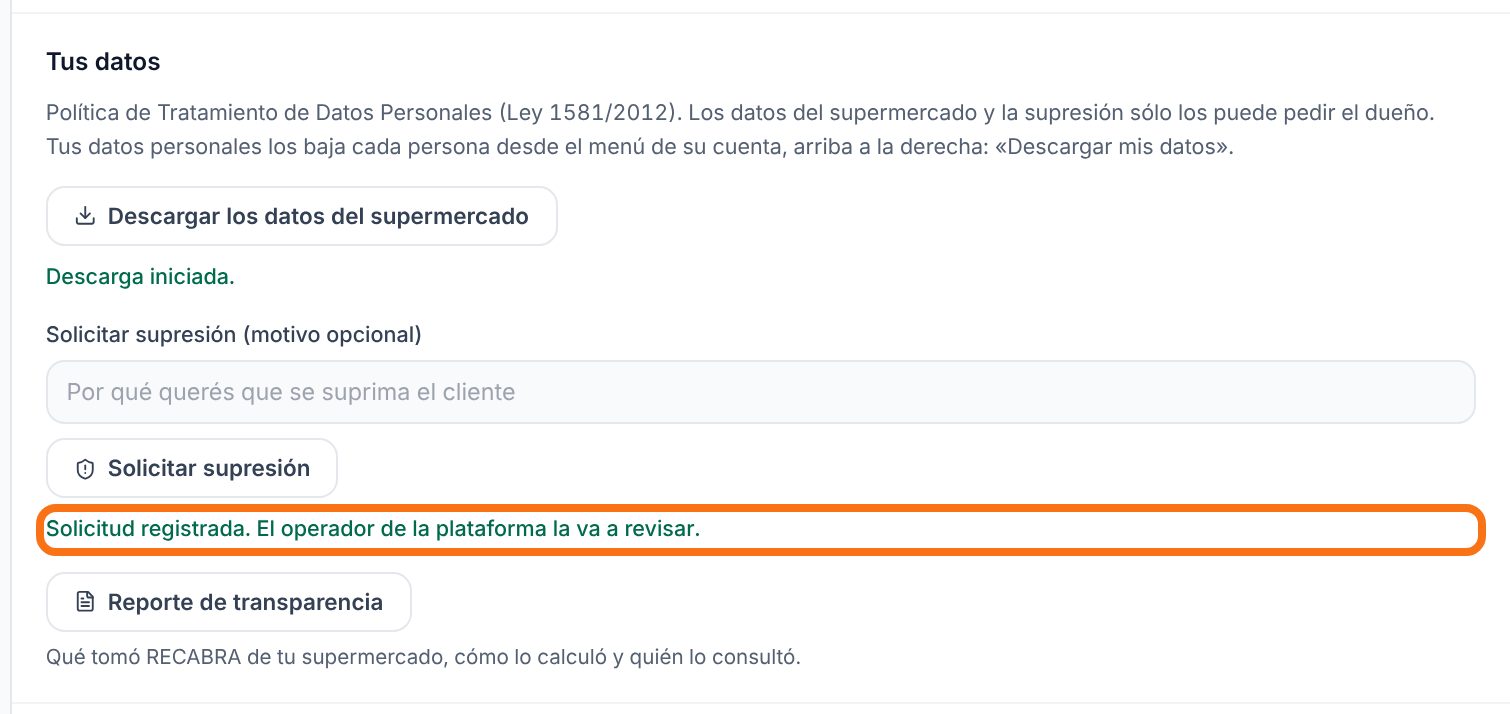 Tus datos
Política de Tratamiento de Datos Personales (Ley 1581/2012). Los datos del supermercado y la supresión sólo los puede pedir el dueño.
Tus datos personales los baja cada persona desde el menú de su cuenta, arriba a la derecha: «Descargar mis datos».
Descargar los datos del supermercado
Descarga iniciada.
Solicitar supresión (motivo opcional)
Por qué querés que se suprima el cliente
Solicitar supresión
Solicitud registrada. El operador de la plataforma la va a revisar.
Reporte de transparencia
Qué tomó RECABRA de tu supermercado, cómo lo calculó y quién lo consultó.